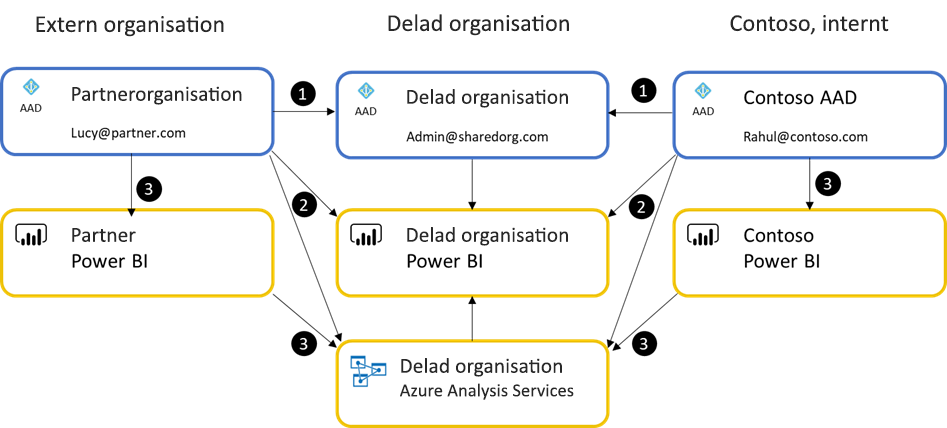 Extern organisation
Delad organisation
Contoso, internt
AAD
Partnerorganisation
Lucy@partner.com
1
AAD
Delad organisation
Admin@sharedorg.com
1
AAD
Contoso AAD
Rahul@contoso.com
3
2
2
3
Partner
Power BI
Delad organisation
Power BI
Contoso
Power BI
3
3
Delad organisation
Azure Analysis Services